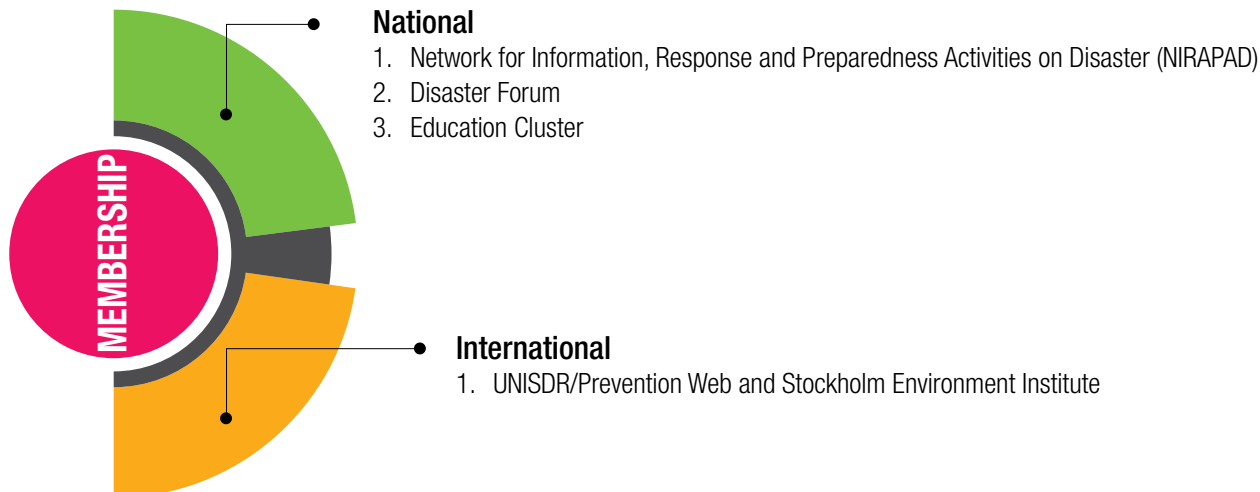 MEMBERSHIP
National
1. Network for Information, Response and Preparedness Activities on Disaster (NIRAPAD)
2. Disaster Forum
3. Education Cluster
International
1. UNISDR/Prevention Web and Stockholm Environment Institute